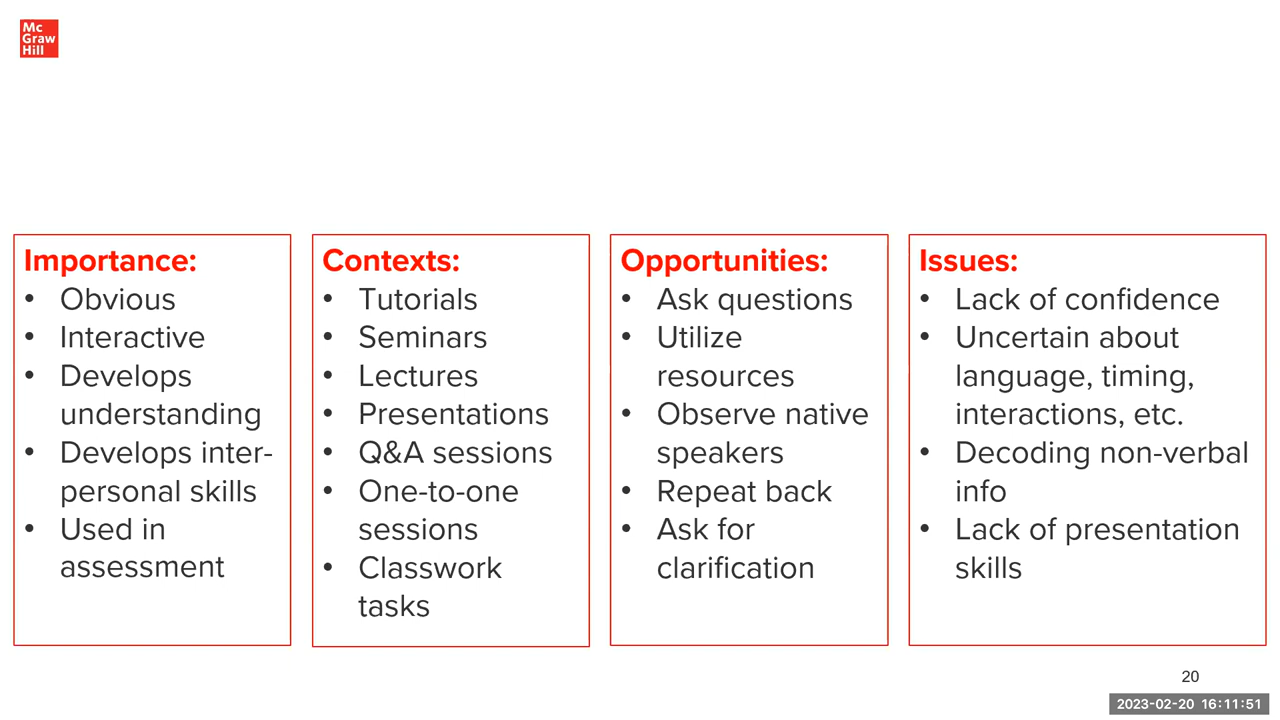 Mc
Graw
Hill
Importance:
• Obvious
• Interactive
• Develops
understanding
• Develops inter-
personal skills
• Used in
assessment
Contexts:
• Tutorials
• Seminars
• Lectures
• Presentations
• Q&A sessions
• One-to-one
sessions
• Classwork
tasks
Opportunities:
• Ask questions
• Utilize
resources
• Observe native
speakers
• Repeat back
• Ask for
clarification
Issues:
• Lack of confidence
• Uncertain about
language, timing,
interactions, etc.
• Decoding non-verbal
info
• Lack of presentation
skills
20
2023-02-20 16:11:51